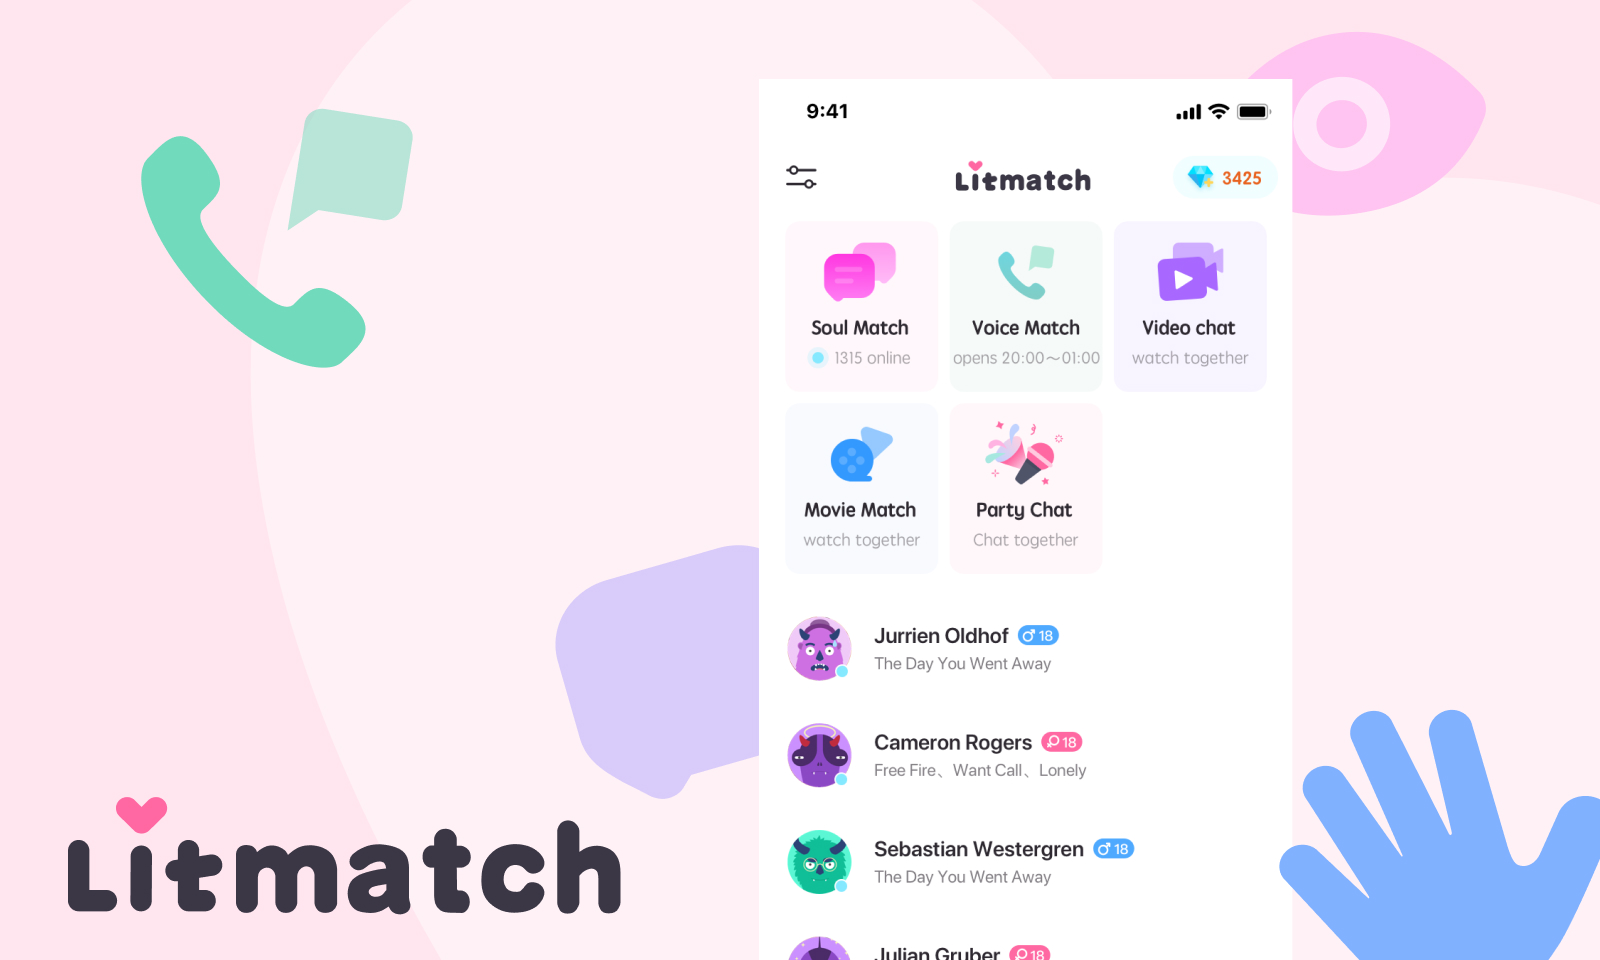 9:41
Litmatch
3425
Soul Match
1315 online
Voice Match
opens 20:00～01:00
Video chat
watch together
Movie Match
watch together
Party Chat
Chat together
Jurrien Oldhof 18
The Day You Went Away
Cameron Rogers 18
Free Fire、Want Call、Lonely
Sebastian Westergren 18
The Day You Went Away
Julian Gruber 18
Litmatch